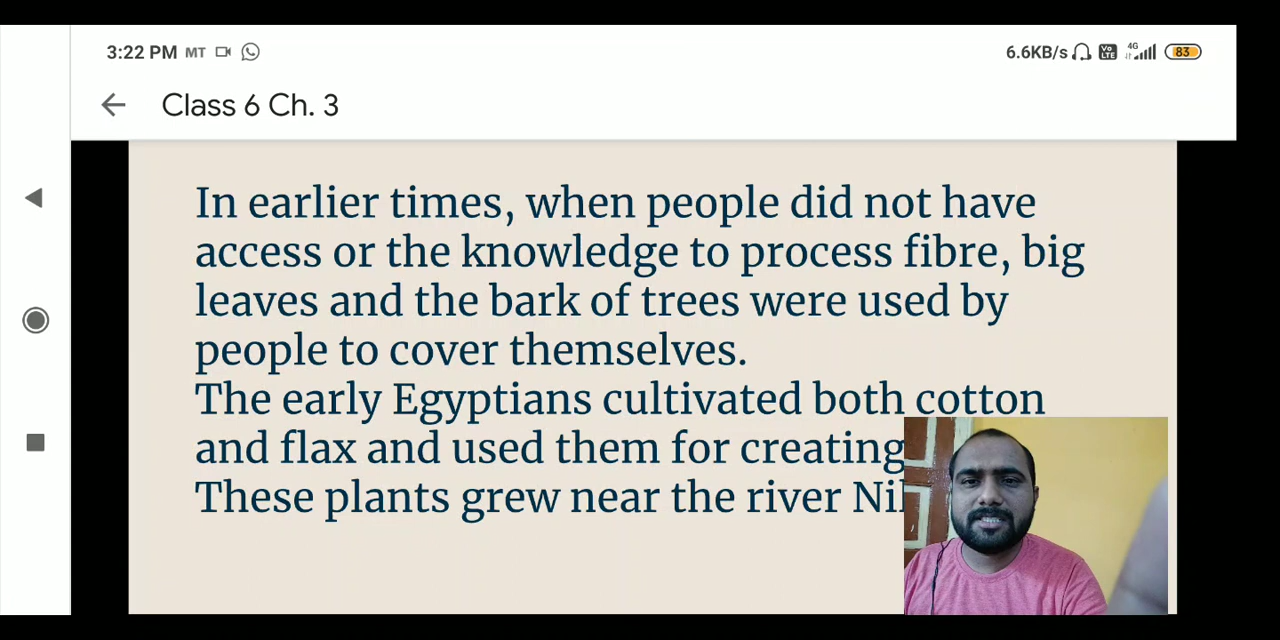 3:22 PM MT 6.6KB/s Vo LTE 4G 83
Class 6 Ch. 3
In earlier times, when people did not have
access or the knowledge to process fibre, big
leaves and the bark of trees were used by
people to cover themselves.
The early Egyptians cultivated both cotton
and flax and used them for creating
These plants grew near the river